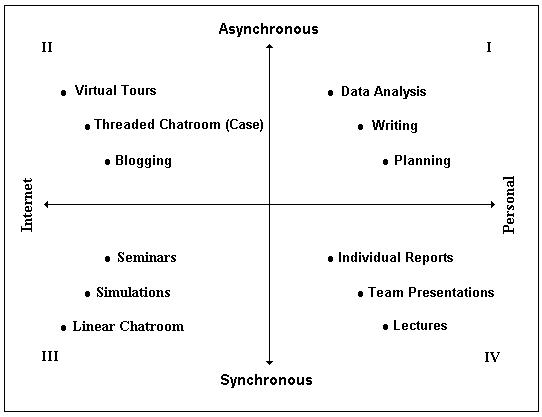 Asynchronous
II
I
Virtual Tours
Data Analysis
Threaded Chatroom (Case)
Writing
Blogging
Planning
Internet
Personal
Seminars
Individual Reports
Simulations
Team Presentations
Linear Chatroom
Lectures
III
IV
Synchronous